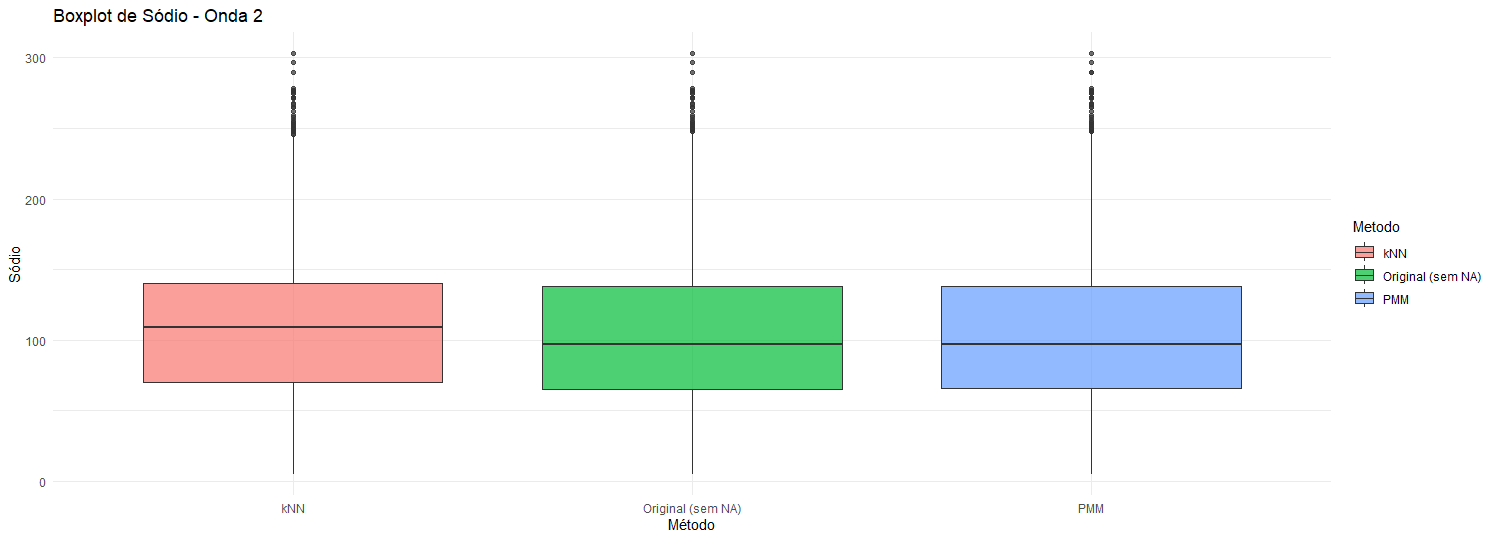 Boxplot de Sódio - Onda 2
300
200
100
0
Sódio
kNN
Original (sem NA)
PMM
Método
Metodo
kNN
Original (sem NA)
PMM